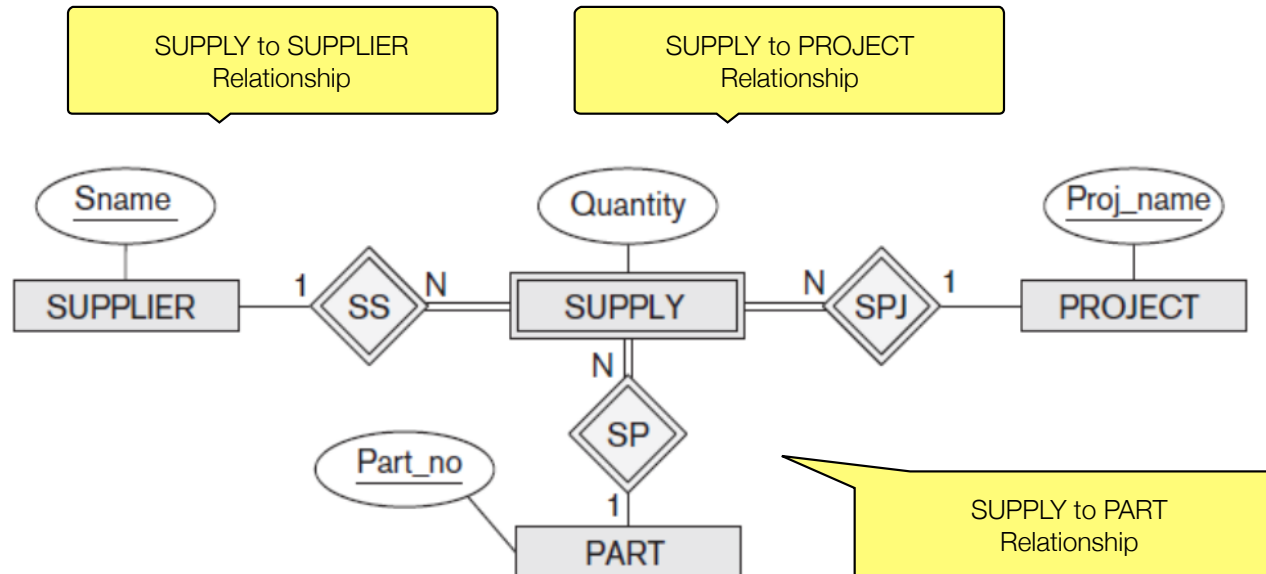 SUPPLY to SUPPLIER
Relationship
SUPPLY to PROJECT
Relationship
Sname
Quantity
Proj_name
SUPPLIER
1
SS
N
SUPPLY
N
SPJ
1
PROJECT
N
SP
Part_no
1
PART
SUPPLY to PART
Relationship